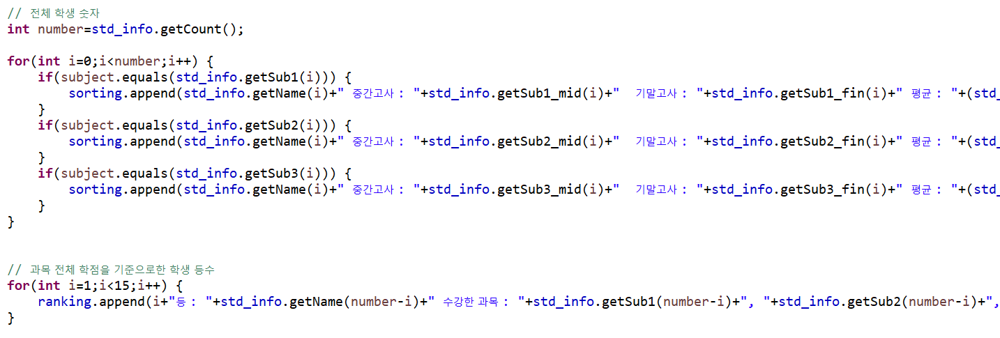 // 전체 학생 숫자
int number=std_info.getCount();
for(int i=0;i<number;i++) {
if(subject.equals(std_info.getSub1(i))) {
sorting.append(std_info.getName(i)+" 중간고사 : "+std_info.getSub1_mid(i)+"  기말고사 : "+std_info.getSub1_fin(i)+" 평균 : "+(std_
}
if(subject.equals(std_info.getSub2(i))) {
sorting.append(std_info.getName(i)+" 중간고사 : "+std_info.getSub2_mid(i)+"  기말고사 : "+std_info.getSub2_fin(i)+" 평균 : "+(std_
}
if(subject.equals(std_info.getSub3(i))) {
sorting.append(std_info.getName(i)+" 중간고사 : "+std_info.getSub3_mid(i)+"  기말고사 : "+std_info.getSub3_fin(i)+" 평균 : "+(std_
}
}
// 과목 전체 학점을 기준으로한 학생 등수
for(int i=1;i<15;i++) {
ranking.append(i+"등 : "+std_info.getName(number-i)+" 수강한 과목 : "+std_info.getSub1(number-i)+", "+std_info.getSub2(number-i)+",
}